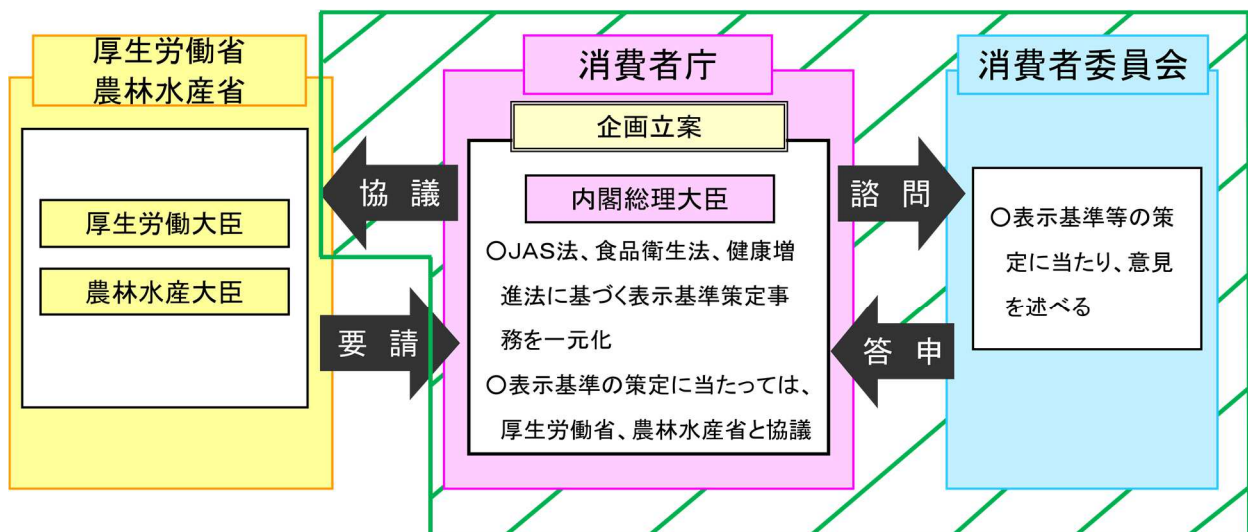 厚生労働省
農林水産省
厚生労働大臣
農林水産大臣
協 議
要 請
消費者庁
企画立案
内閣総理大臣
○JAS法、食品衛生法、健康増
進法に基づく表示基準策定事
務を一元化
○表示基準の策定に当たっては、
厚生労働省、農林水産省と協議
諮 問
答 申
消費者委員会
○表示基準等の策
定に当たり、意見
を述べる